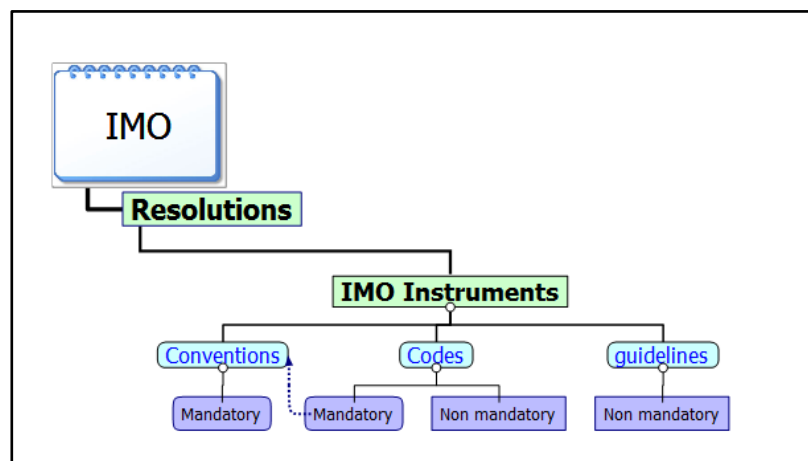 IMO
Resolutions
IMO Instruments
Conventions
Codes
guidelines
Mandatory
Mandatory
Non mandatory
Non mandatory